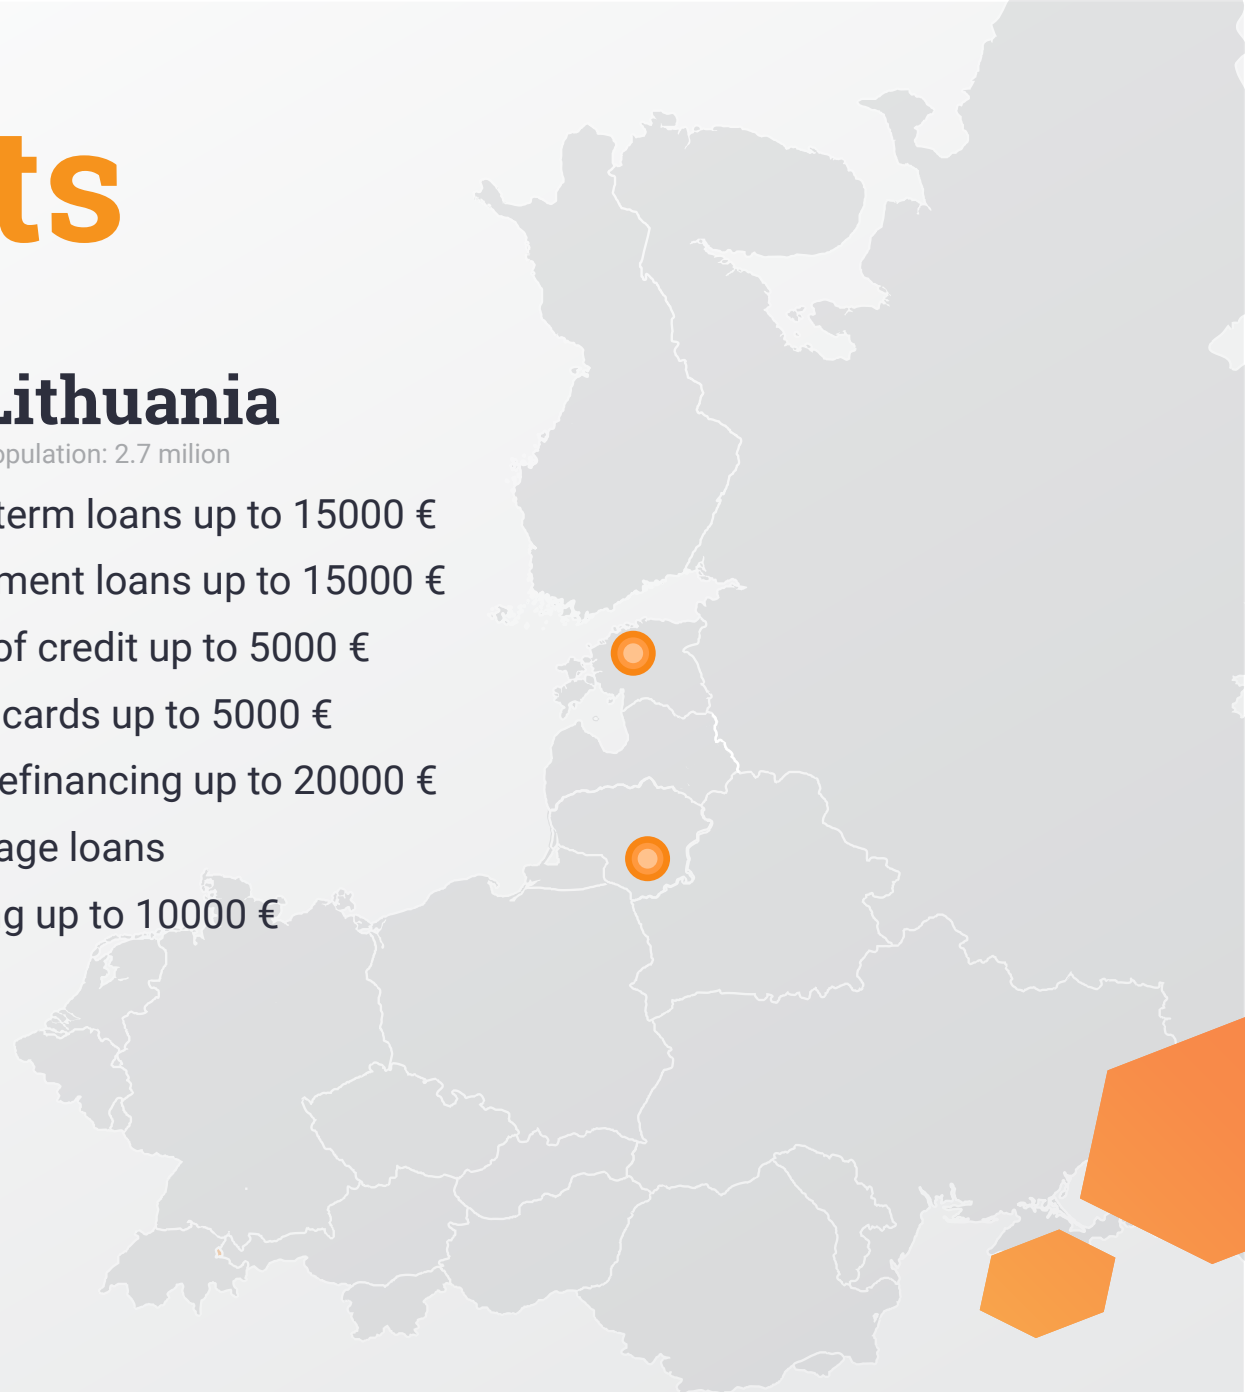 ts
Lithuania
opulation: 2.7 milion
term loans up to 15000 €
ment loans up to 15000 €
of credit up to 5000 €
cards up to 5000 €
efinancing up to 20000 €
age loans
g up to 10000 €